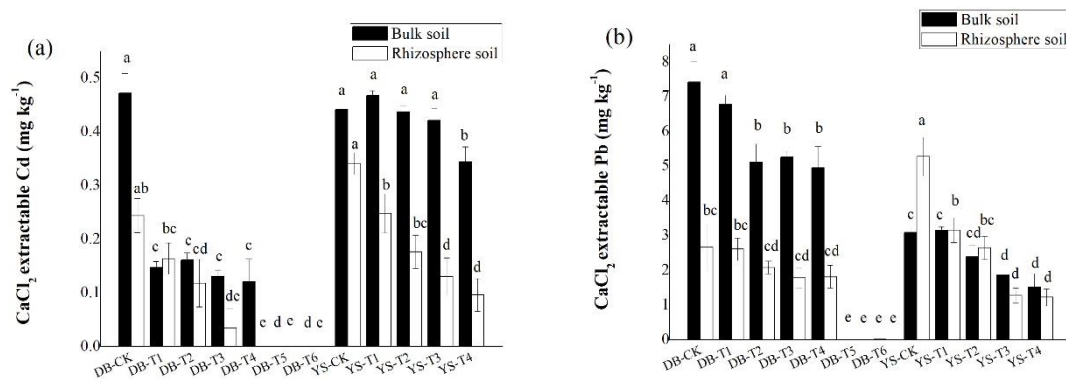 (a)
Bulk soil
Rhizosphere soil
CaCl2 extractable Cd (mg kg-1)
0.5
0.4
0.3
0.2
0.1
0.0
a
ab
c
bc
c
cd
c
dc
c
c
d
c
d
c
a
a
a
b
a
bc
a
d
b
d
DB-CK
DB-T1
DB-T2
DB-T3
DB-T4
DB-T5
DB-T6
YS-CK
YS-T1
YS-T2
YS-T3
YS-T4
(b)
Bulk soil
Rhizosphere soil
CaCl2 extractable Pb (mg kg-1)
8
7
6
5
4
3
2
1
0
a
bc
a
bc
b
cd
b
cd
b
cd
e
e
e
e
c
a
c
b
cd
bc
d
d
d
d
DB-CK
DB-T1
DB-T2
DB-T3
DB-T4
DB-T5
DB-T6
YS-CK
YS-T1
YS-T2
YS-T3
YS-T4